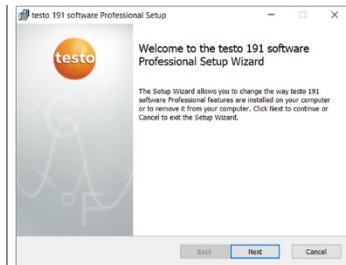 testo 191 software Professional Setup
testo
Welcome to the testo 191 software
Professional Setup Wizard
The Setup Wizard allows you to change the way testo 191
software Professional features are installed on your computer
or to remove it from your computer. Click Next to continue or
Cancel to exit the Setup Wizard.
°C
°F
Back Next Cancel